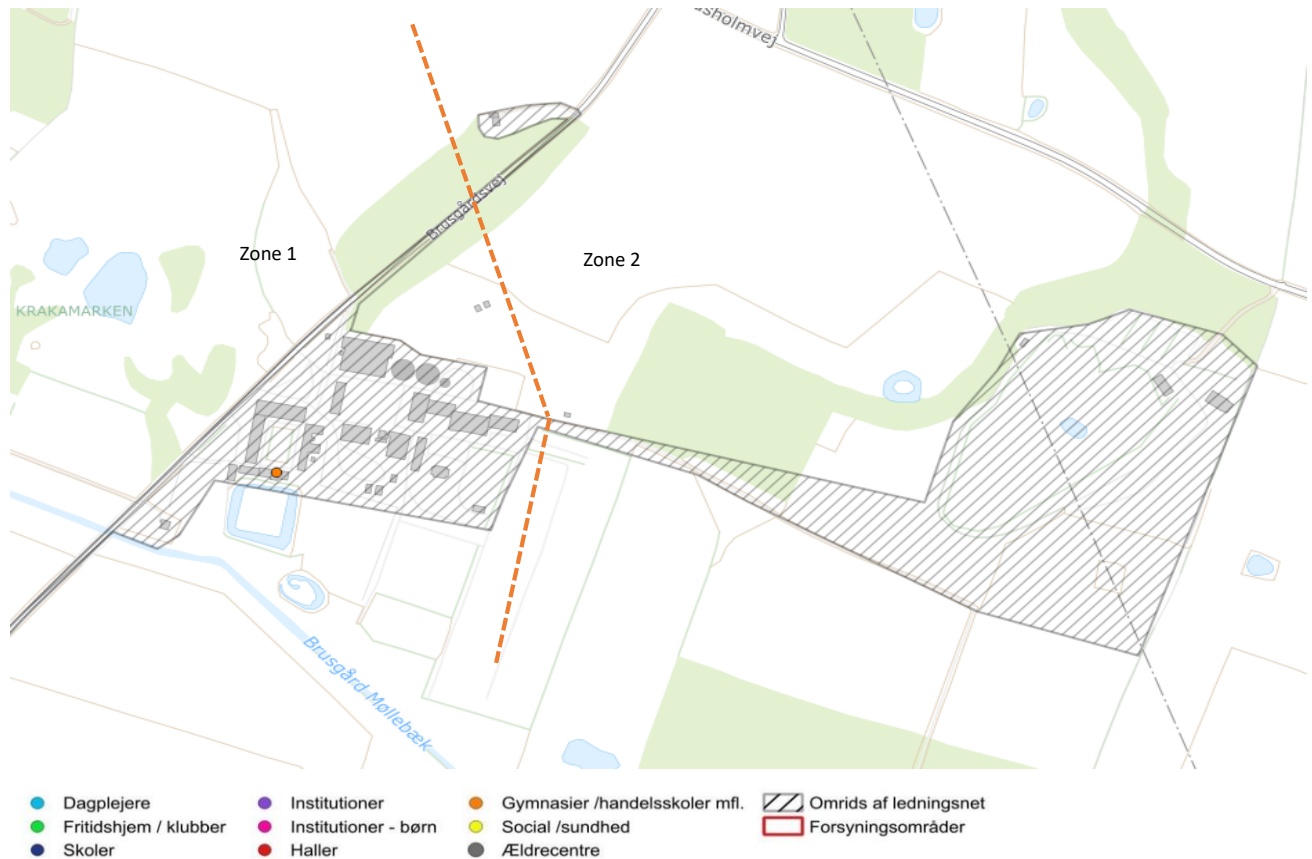 sholmvej
Brusgårdsvej
Zone 1
Zone 2
KRAKAMARKEN
Brusgård Møllebæk
Dagplejere
Institutioner
Gymnasier /handelsskoler mfl.
Omrids af ledningsnet
Fritidshjem / klubber
Institutioner - børn
Social /sundhed
Forsyningsområder
Skoler
Haller
Ældrecentre